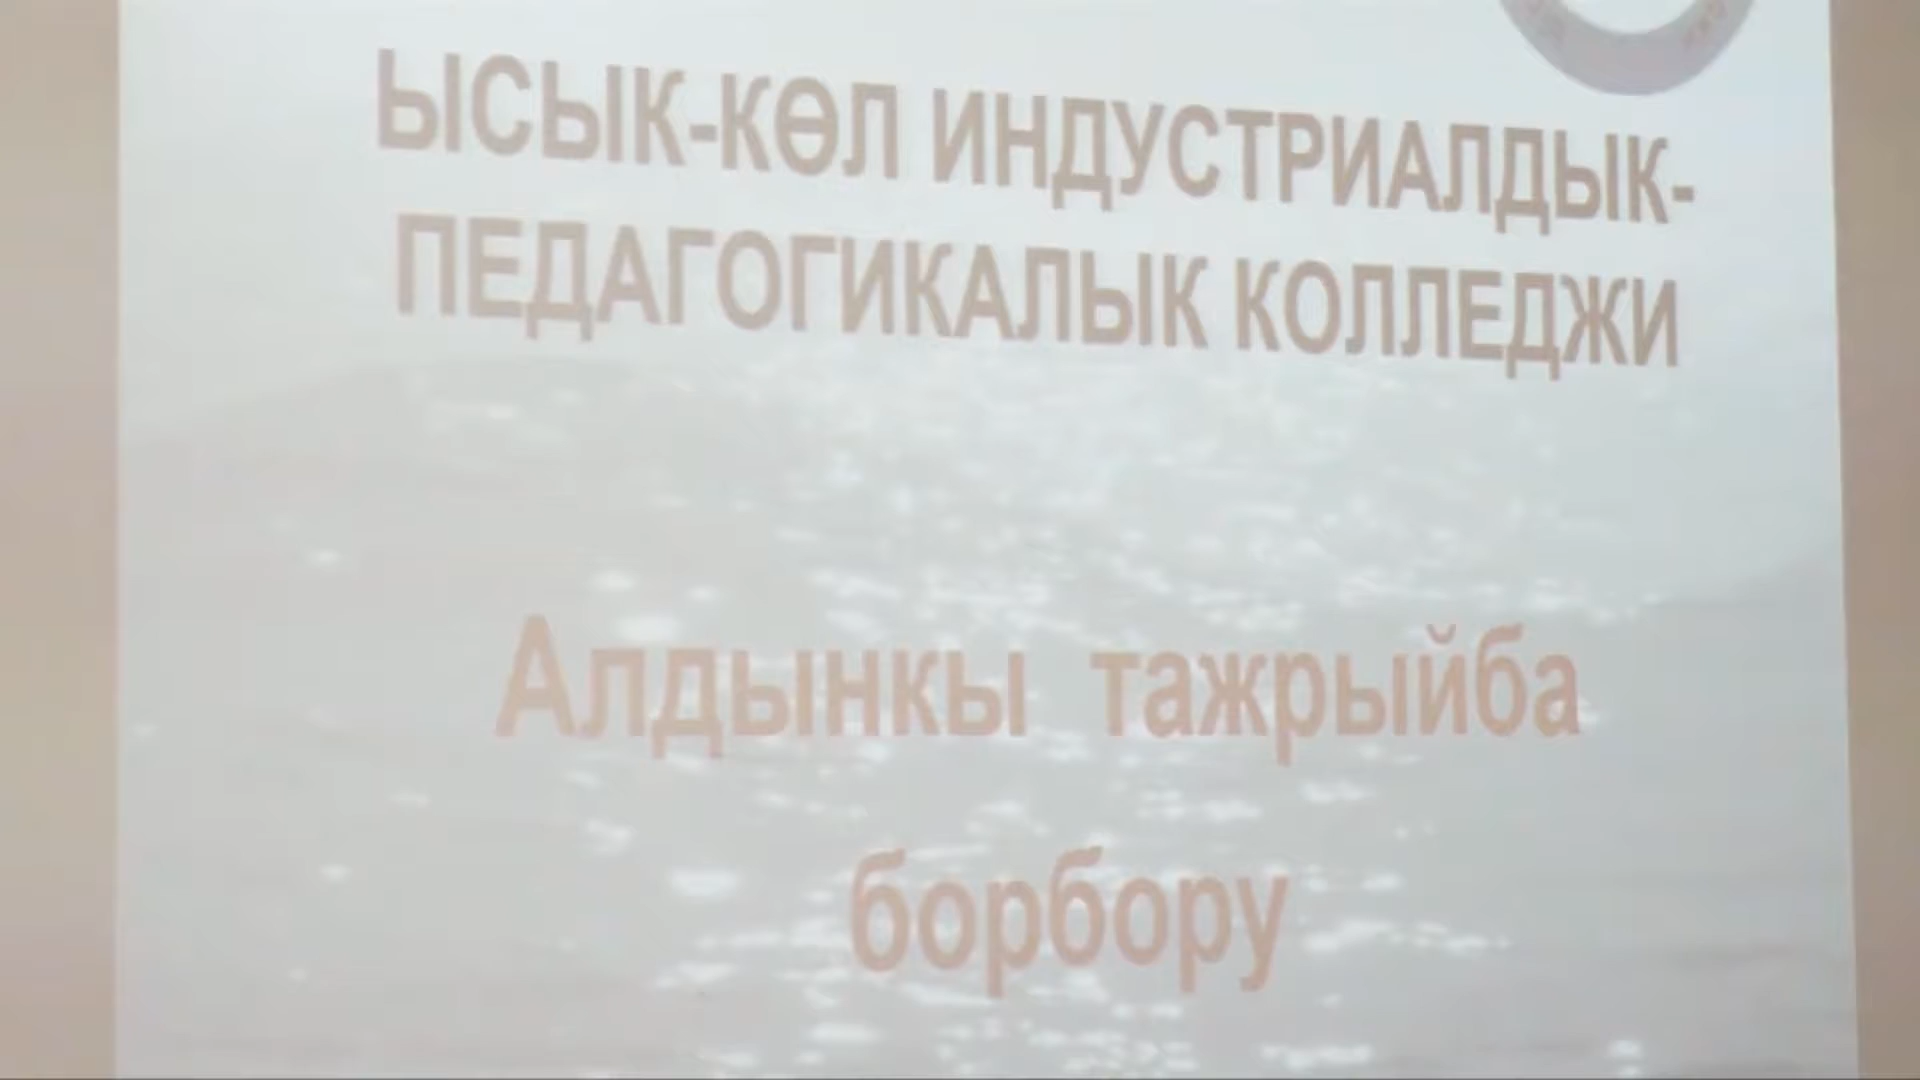 ЫСЫК-КӨЛ ИНДУСТРИАЛДЫК-
ПЕДАГОГИКАЛЫК КОЛЛЕДЖИ
Алдынкы тажрыйба
борбору